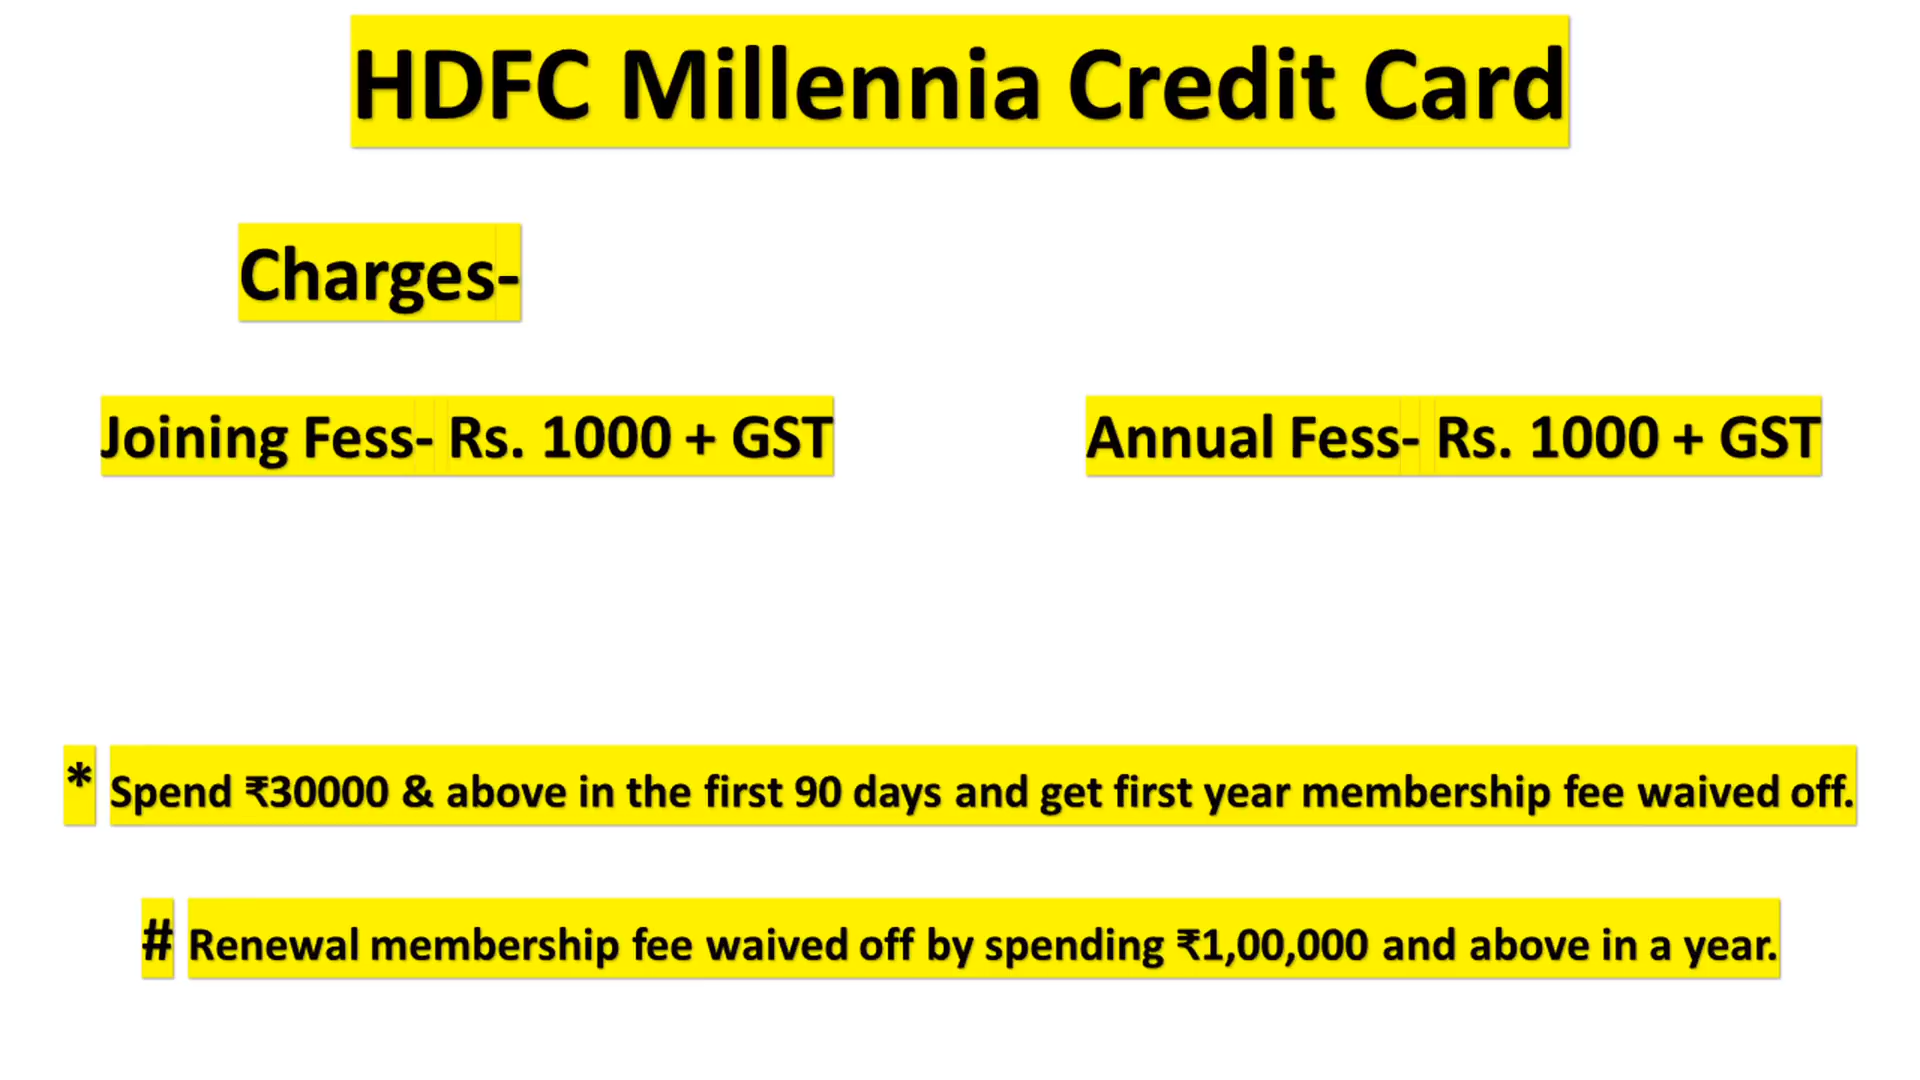 HDFC Millennia Credit Card
Charges-
Joining Fess- Rs. 1000 + GST
Annual Fess- Rs. 1000 + GST
* Spend ₹30000 & above in the first 90 days and get first year membership fee waived off.
# Renewal membership fee waived off by spending ₹1,00,000 and above in a year.